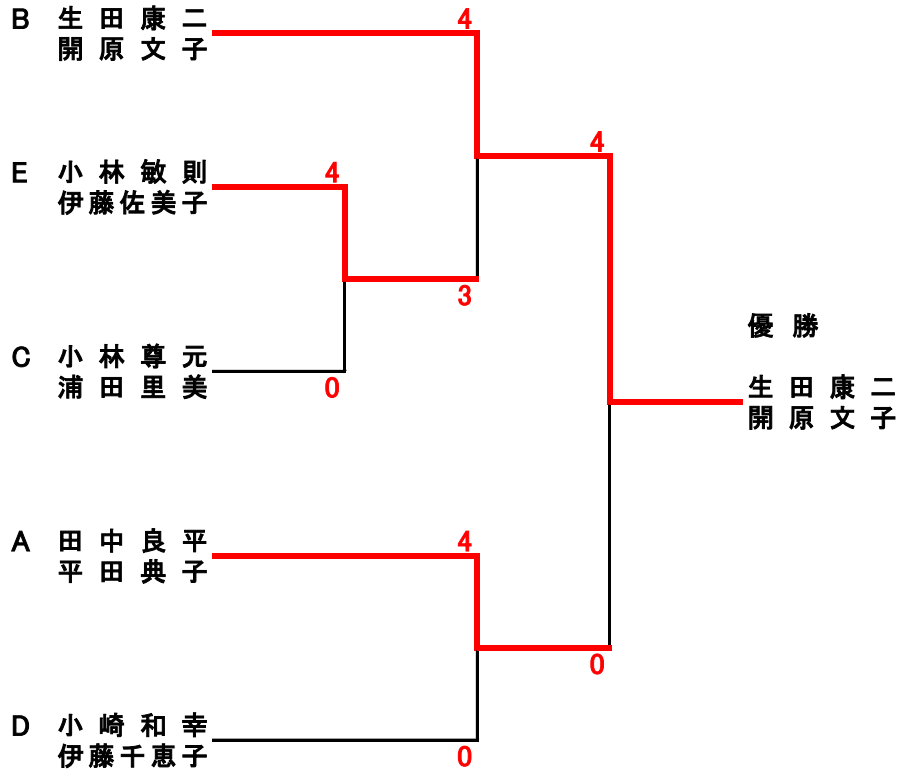 B 生田康二
開原文子
4
4
E 小林敏則
伊藤佐美子
4
3
優勝
C 小林尊元
浦田里美
0
生田康二
開原文子
A 田中良平
平田典子
4
0
D 小崎和幸
伊藤千恵子
0